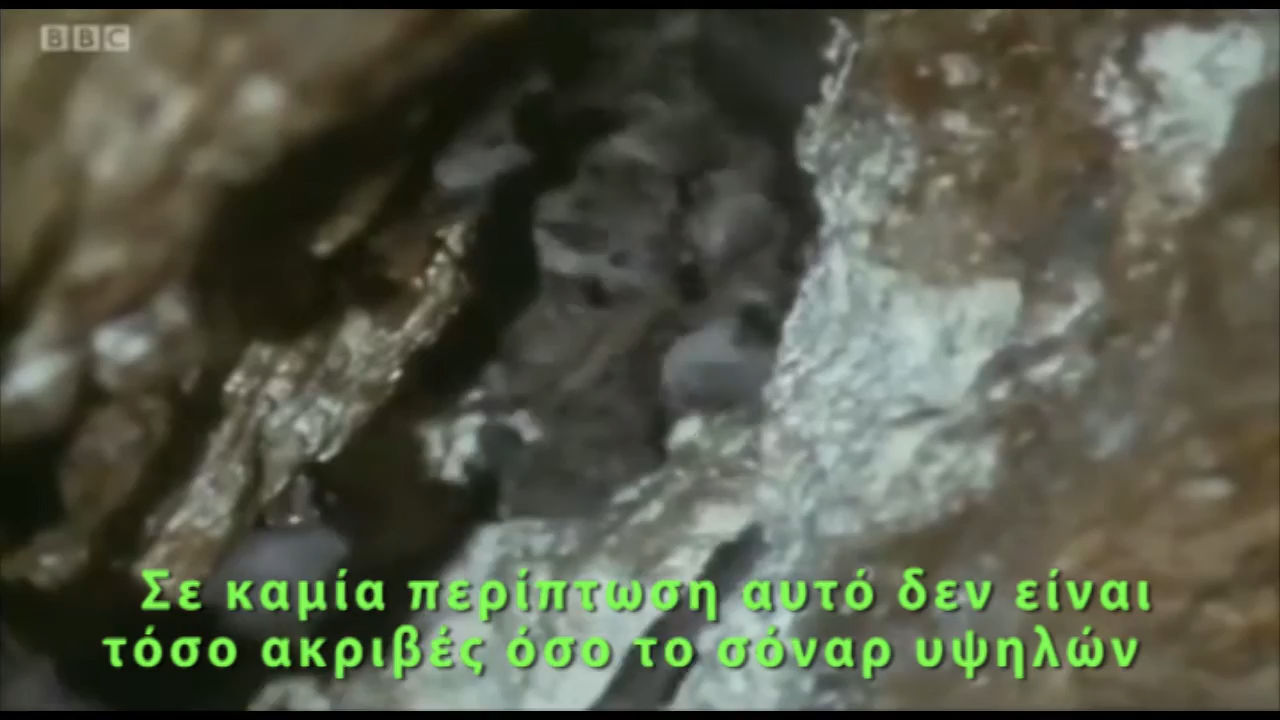 BBC
Σε καμία περίπτωση αυτό δεν είναι
τόσο ακριβές όσο το σόναρ υψηλών